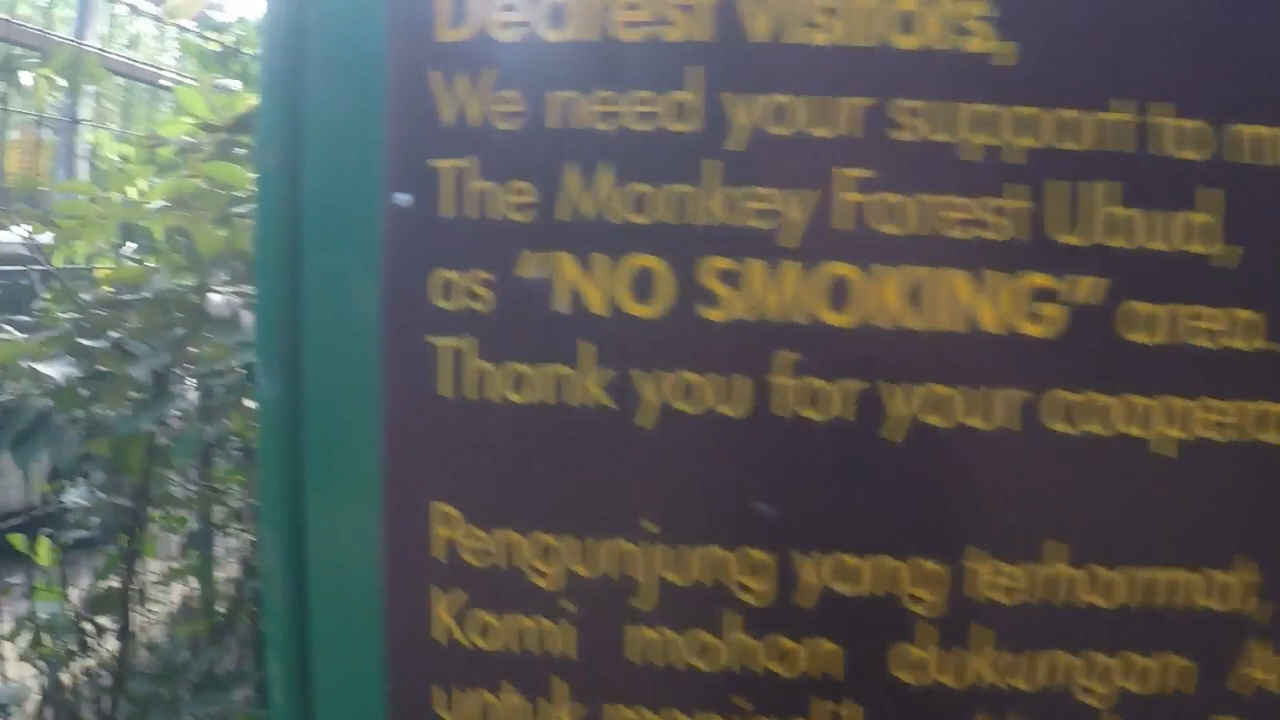 Dearest Visitors,
We need your support to
The Monkey Forest Ubud,
as "NO SMOKING" area.
Thank you for your
Pengunjung yang terhormat,
Kami mohon dukungan
untuk